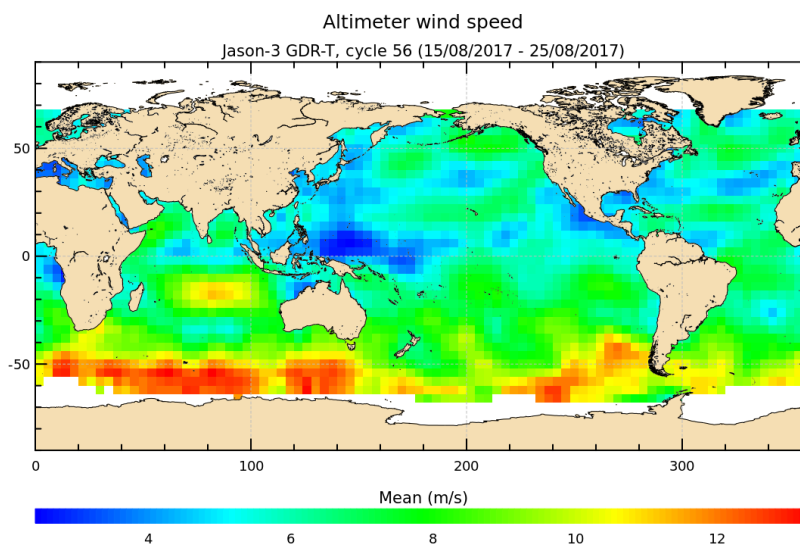 Altimeter wind speed
Jason-3 GDR-T, cycle 56 (15/08/2017 - 25/08/2017)
50
0
-50
0 100 200 300
Mean (m/s)
4 6 8 10 12